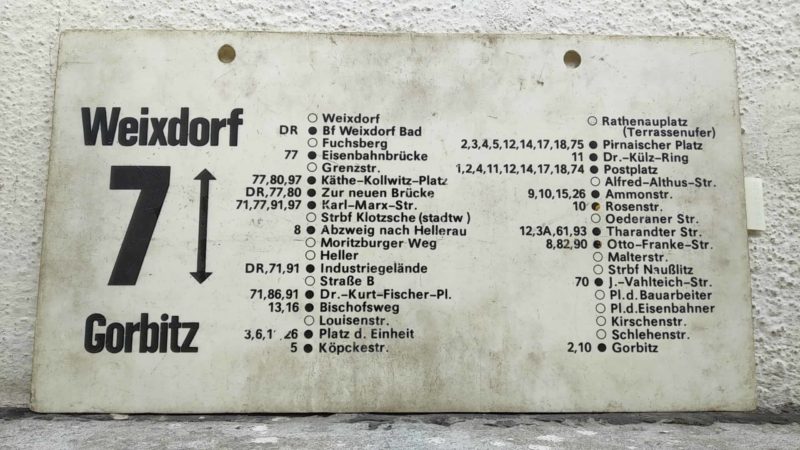 Weixdorf
7
Gorbitz
Weixdorf
DR Bf Weixdorf Bad
Fuchsberg
77 Eisenbahnbrücke
Grenzstr.
77,80,97 Käthe-Kollwitz-Platz
DR,77,80 Zur neuen Brücke
71,77,91,97 Karl-Marx-Str.
Strbf Klotzsche (stadtw)
8 Abzweig nach Hellerau
Moritzburger Weg
Heller
DR,71,91 Industriegelände
Straße B
71,86,91 Dr.-Kurt-Fischer-Pl.
13,16 Bischofsweg
Louisenstr.
3,6, 26 Platz d. Einheit
5 Köpckestr.
Rathenauplatz
(Terrassenufer)
2,3,4,5,12,14,17,18,75 Pirnaischer Platz
11 Dr.-Külz-Ring
1,2,4,11,12,14,17,18,74 Postplatz
Alfred-Althus-Str.
9,10,15,26 Ammonstr.
10 Rosenstr.
Oederaner Str.
12,3A,61,93 Tharandter Str.
8,82,90 Otto-Franke-Str.
Malterstr.
Strbf Naußlitz
70 J.-Vahlteich-Str.
Pl.d.Bauarbeiter
Pl.d.Eisenbahner
Kirschenstr.
Schlehenstr.
2,10 Gorbitz